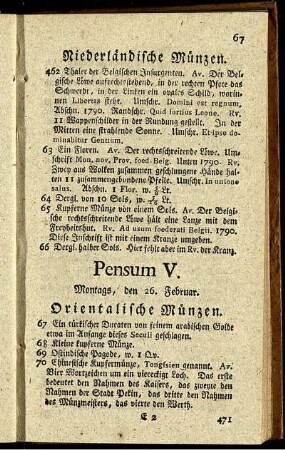 67
Niederländische Münzen.
462 Thaler der Belgischen Insurgenten. Av. Der Bel-
gische Löwe aufrechtstehend, in der rechten Pfote das
Schwerdt, in der linken ein ovales Schild, worin-
nen Libertas steht. Umschr. Domini est regnum.
Abschn. 1790. Randschr. Quid fortius Leone. Rv.
11 Wappenschilder in der Rundung gestellt. In der
Mitten eine strahlende Sonne. Umschr. Et ipse do-
minabitur Gentium.
63 Ein Floren. Av. Der rechtschreitende Löwe. Um-
schrift Mon. nov. Prov. foed. Belg. Unten 1790. Rv.
Zwey aus Wolken zusammen geschlungene Hände hal-
ten 11 zusammengebundene Pfeile. Umschr. In unione
salus. Abschn. 1 Flor. w. Lt.
64 Dergl. von 10 Sols, w. Lt.
65 Kupferne Münze von einem Sols. Av. Der Belgi-
sche rechtschreitende Löwe hält eine Lanze mit dem
Freyheitshut. Rv. Ad usum foederati Belgii. 1790.
Diese Inschrift ist mit einem Kranze umgeben.
66 Dergl. halber Sols. Hier fehlt aber im Rv. der Kranz.
Pensum V.
Montags, den 26. Februar.
Orientalische Münzen.
67 Ein türkischer Ducaten von feinem arabischen Golde
etwa im Anfange dieses Seculi geschlagen.
68 Kleine kupferne Münze.
69 Ostindische Pagode, w. 1 Qv.
70 Chinesische Kupfermünze, Tongtsien genannt. Av.
Vier Wortzeichen um ein viereckig Loch. Das erste
bedeutet den Nahmen des Kaisers, das zweyte den
Nahmen der Stadt Pekin, das dritte den Nahmen
des Münzmeisters, das vierte den Werth.
E 2 471